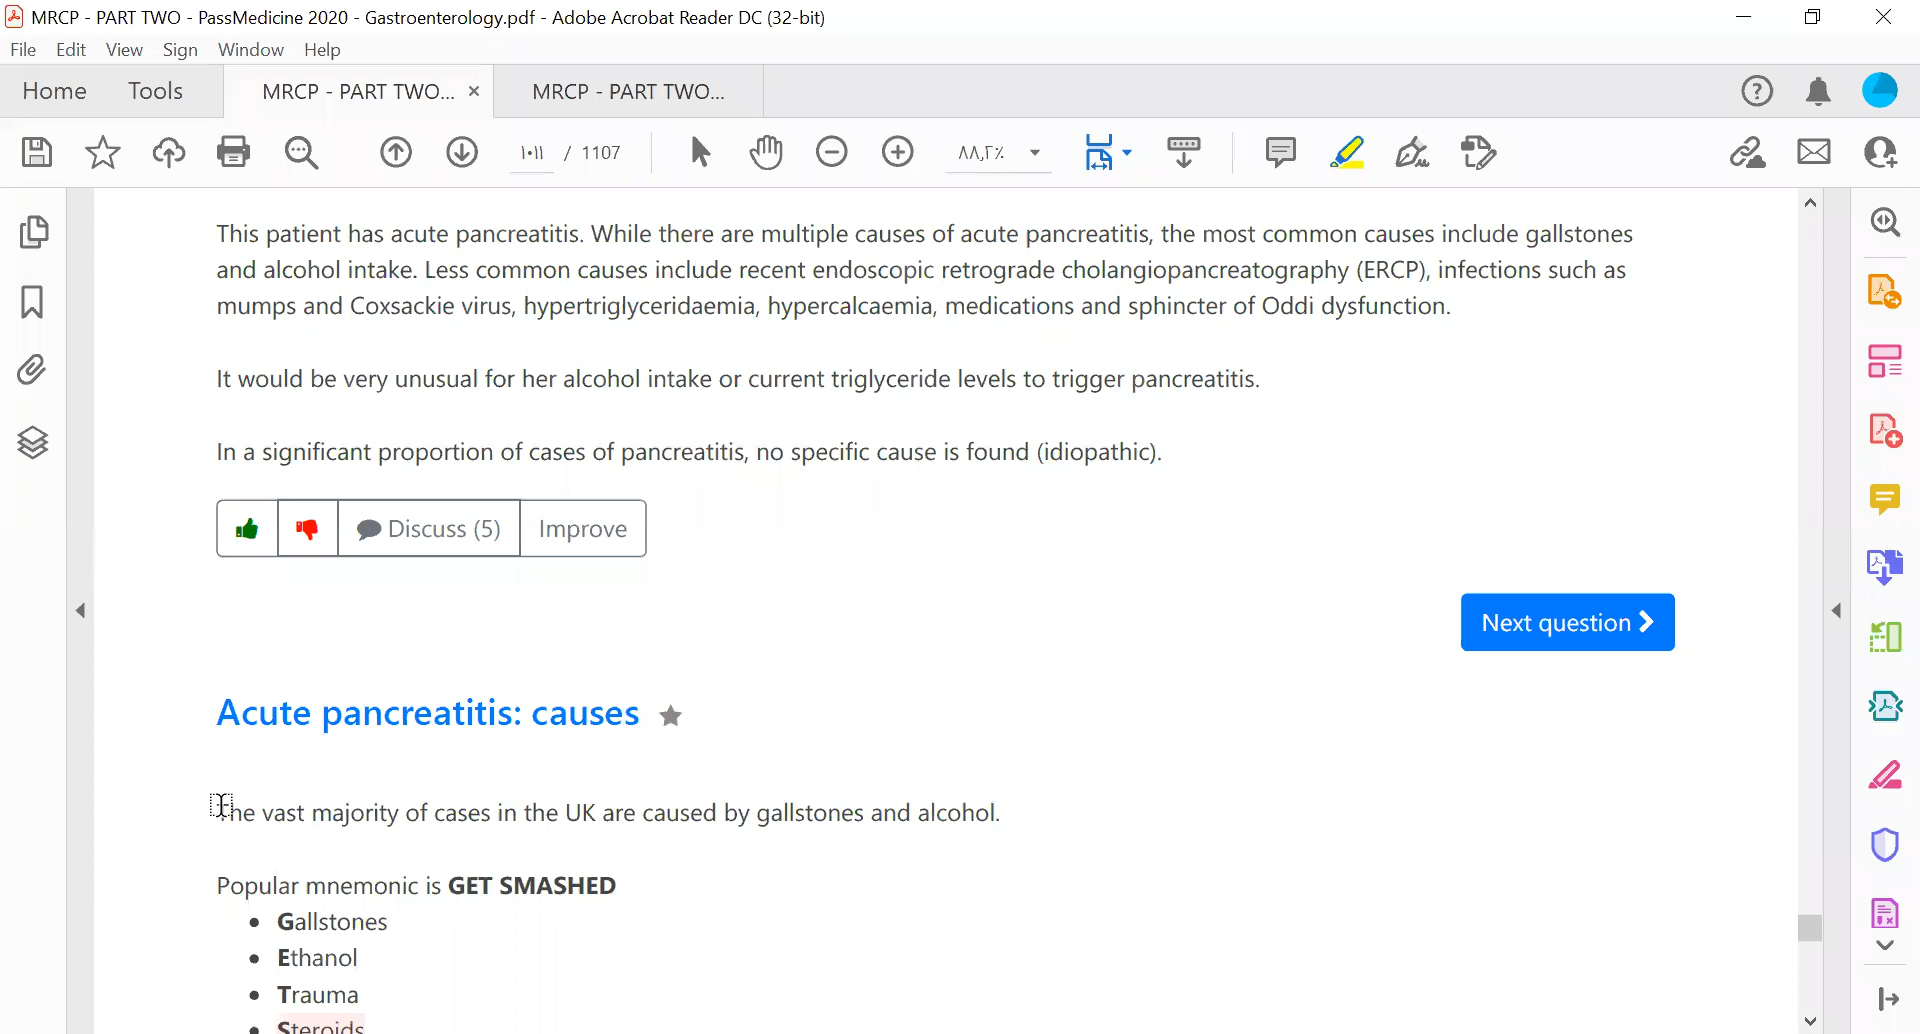 MRCP - PART TWO - PassMedicine 2020 - Gastroenterology.pdf - Adobe Acrobat Reader DC (32-bit)
File Edit View Sign Window Help
Home Tools MRCP - PART TWO... × MRCP - PART TWO...
١٠١١ / 1107 ٨٨,٢٪
This patient has acute pancreatitis. While there are multiple causes of acute pancreatitis, the most common causes include gallstones
and alcohol intake. Less common causes include recent endoscopic retrograde cholangiopancreatography (ERCP), infections such as
mumps and Coxsackie virus, hypertriglyceridaemia, hypercalcaemia, medications and sphincter of Oddi dysfunction.
It would be very unusual for her alcohol intake or current triglyceride levels to trigger pancreatitis.
In a significant proportion of cases of pancreatitis, no specific cause is found (idiopathic).
Discuss (5) Improve
Next question
Acute pancreatitis: causes
The vast majority of cases in the UK are caused by gallstones and alcohol.
Popular mnemonic is GET SMASHED
• Gallstones
• Ethanol
• Trauma
• Steroids